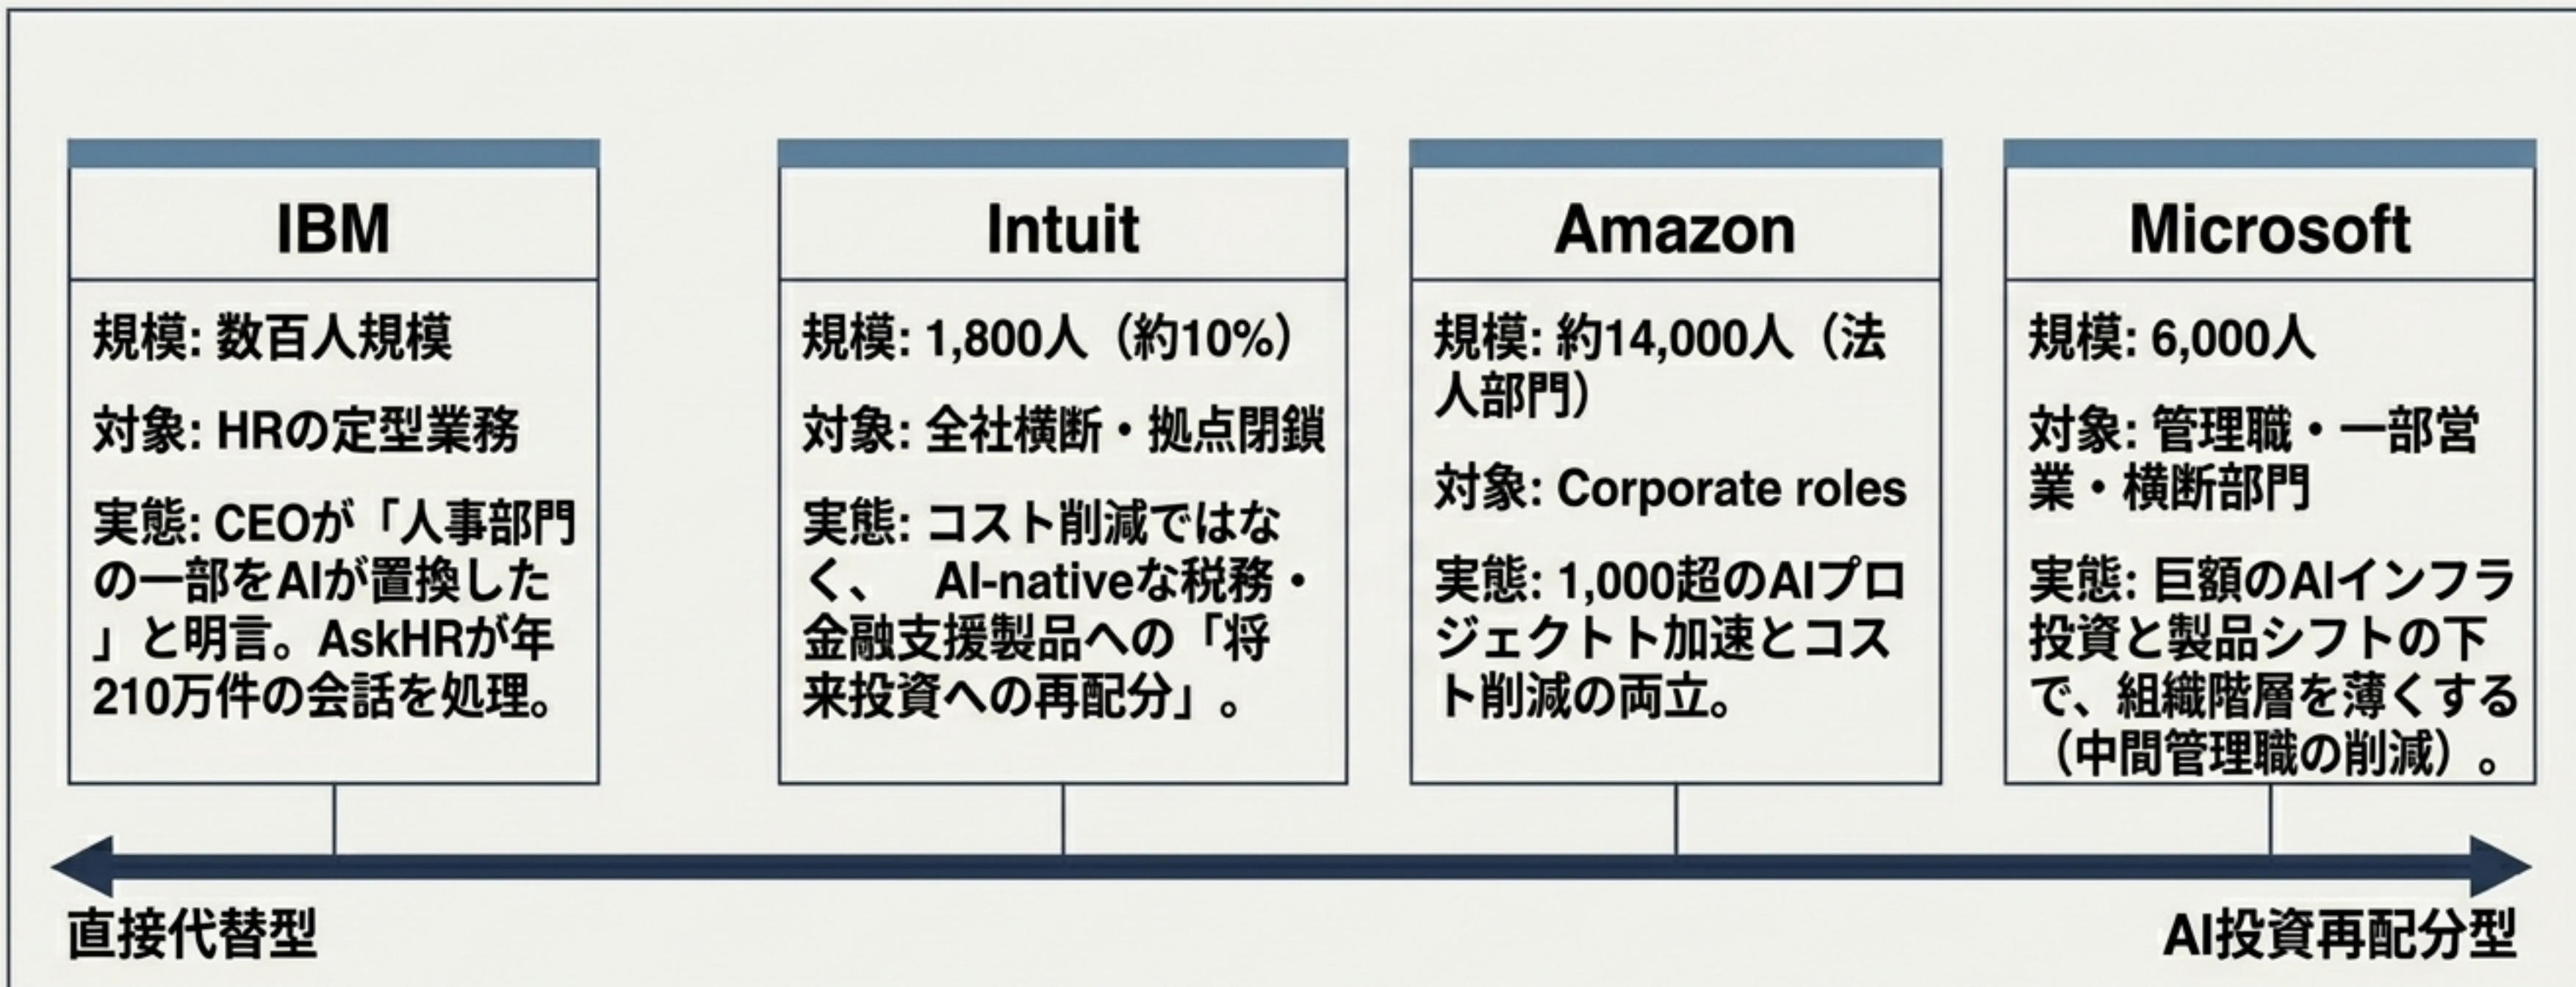 IBM
規模: 数百人規模
対象: HRの定型業務
実態: CEOが「人事部門
の一部をAIが置換した
」と明言。AskHRが年
210万件の会話を処理。
Intuit
規模: 1,800人（約10%）
対象: 全社横断・拠点閉鎖
実態: コスト削減ではな
く、　AI-nativeな税務・
金融支援製品への「将
来投資への再配分」。
Amazon
規模: 約14,000人（法
人部門）
対象: Corporate roles
実態: 1,000超のAIプロ
ジェクトト加速とコス
ト削減の両立。
Microsoft
規模: 6,000人
対象: 管理職・一部営
業・横断部門
実態: 巨額のAIインフラ
投資と製品シフトの下
で、組織階層を薄くする
（中間管理職の削減）。
直接代替型
AI投資再配分型